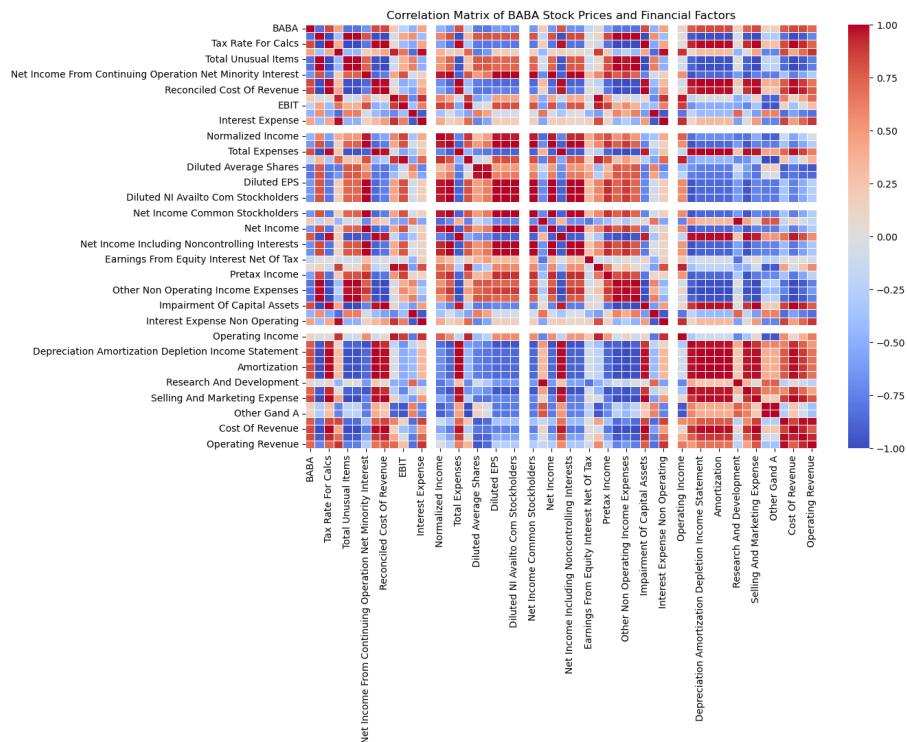 Correlation Matrix of BABA Stock Prices and Financial Factors
BABA
Tax Rate For Calcs
Total Unusual Items
Net Income From Continuing Operation Net Minority Interest
Reconciled Cost Of Revenue
EBIT
Interest Expense
Normalized Income
Total Expenses
Diluted Average Shares
Diluted EPS
Diluted NI Availto Com Stockholders
Net Income Common Stockholders
Net Income
Net Income Including Noncontrolling Interests
Earnings From Equity Interest Net Of Tax
Pretax Income
Other Non Operating Income Expenses
Impairment Of Capital Assets
Interest Expense Non Operating
Operating Income
Depreciation Amortization Depletion Income Statement
Amortization
Research And Development
Selling And Marketing Expense
Other Gand A
Cost Of Revenue
Operating Revenue
BABA
Tax Rate For Calcs
Total Unusual Items
Net Income From Continuing Operation Net Minority Interest
Reconciled Cost Of Revenue
EBIT
Interest Expense
Normalized Income
Total Expenses
Diluted Average Shares
Diluted EPS
Diluted NI Availto Com Stockholders
Net Income Common Stockholders
Net Income
Net Income Including Noncontrolling Interests
Earnings From Equity Interest Net Of Tax
Pretax Income
Other Non Operating Income Expenses
Impairment Of Capital Assets
Interest Expense Non Operating
Operating Income
Depreciation Amortization Depletion Income Statement
Amortization
Research And Development
Selling And Marketing Expense
Other Gand A
Cost Of Revenue
Operating Revenue
1.00
0.75
0.50
0.25
0.00
−0.25
−0.50
−0.75
−1.00